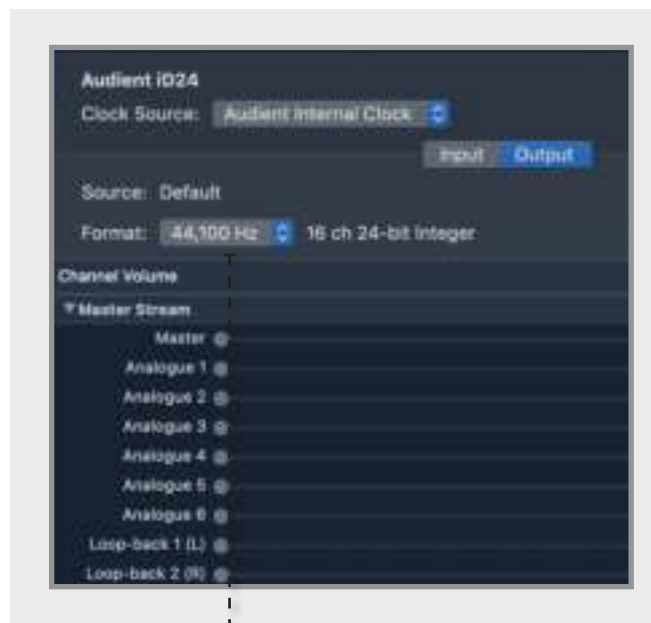 Audient iD24
Clock Source: Audient Internal Clock
Input Output
Source: Default
Format: 44,100 Hz 16 ch 24-bit Integer
Channel Volume
Master Stream
Master
Analogue 1
Analogue 2
Analogue 3
Analogue 4
Analogue 5
Analogue 6
Loop-back 1 (L)
Loop-back 2 (R)